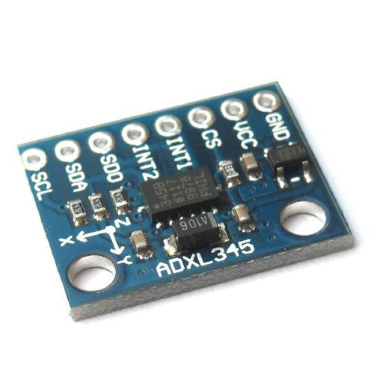 GND
VCC
CS
INT1
INT2
SDO
SDA
SCL
X
Z
Y
ADXL345